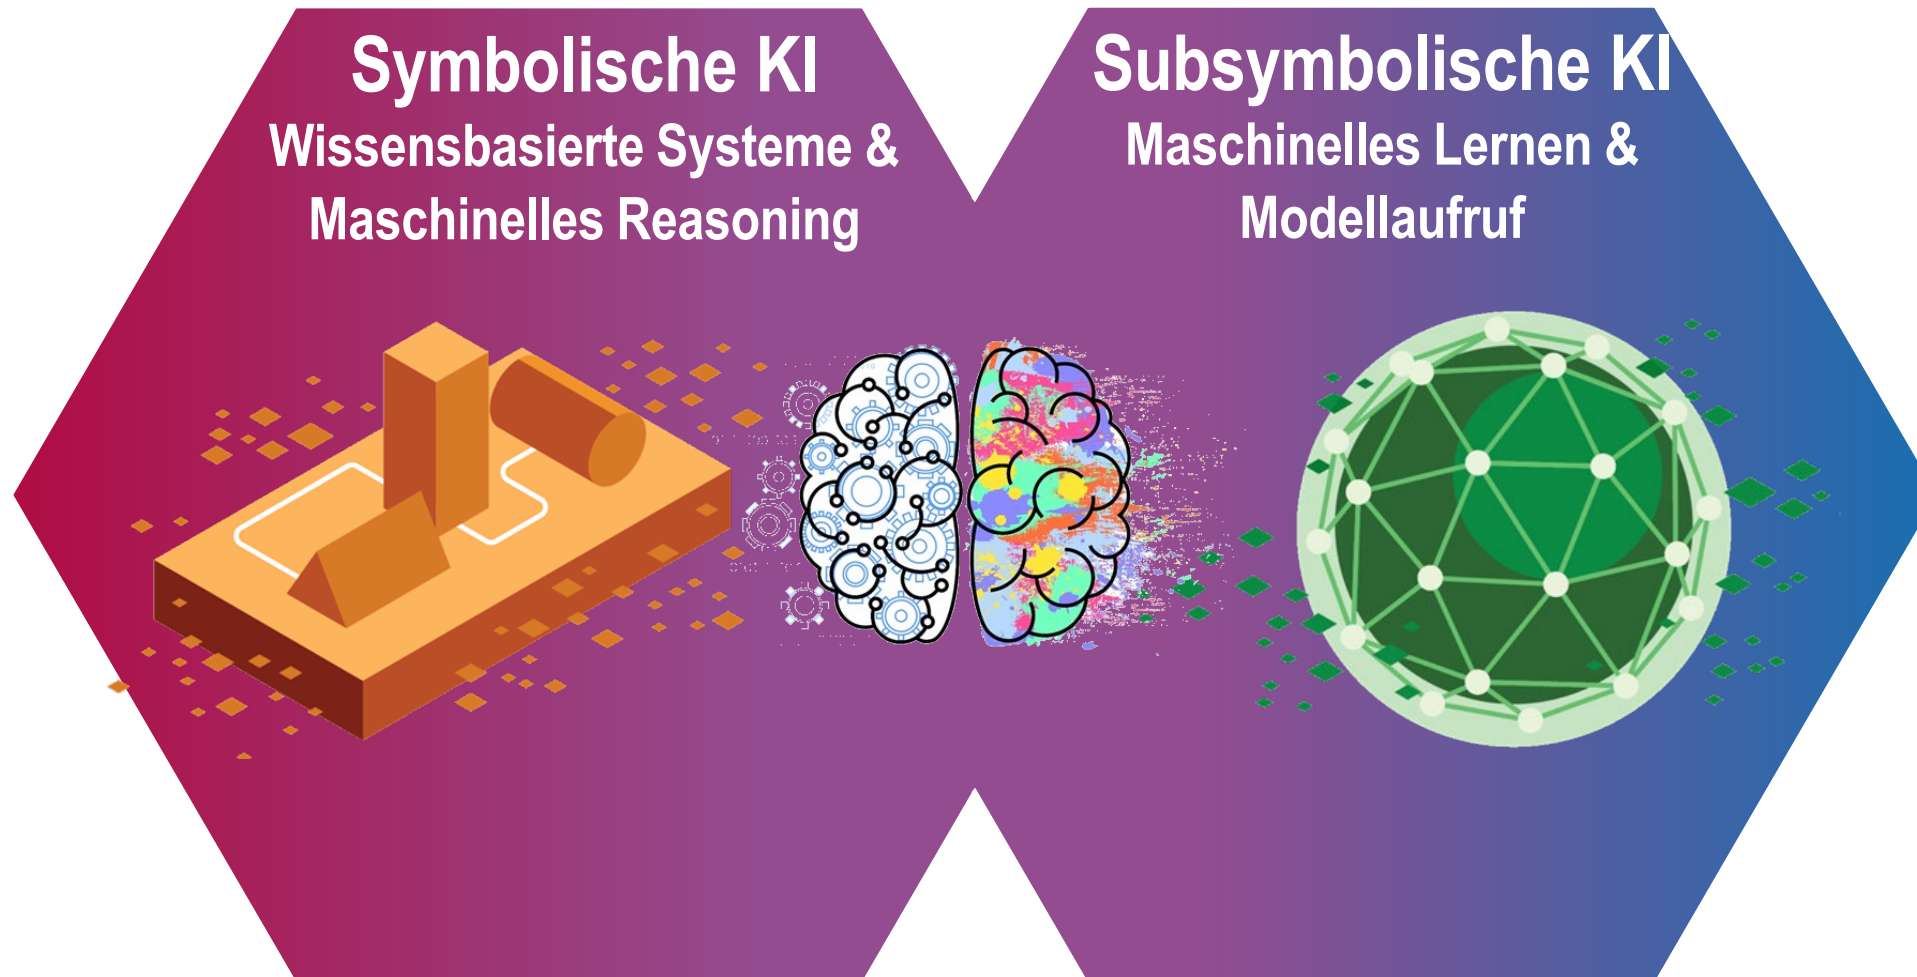 Symbolische KI
Wissensbasierte Systeme &
Maschinelles Reasoning
Subsymbolische KI
Maschinelles Lernen &
Modellaufruf